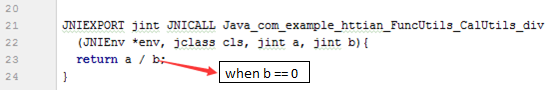 20
21 JNIEXPORT jint JNICALL Java_com_example_httian_FuncUtils_CalUtils_div
22 (JNIEnv *env, jclass cls, jint a, jint b){
23 return a / b;
24 }
when b == 0